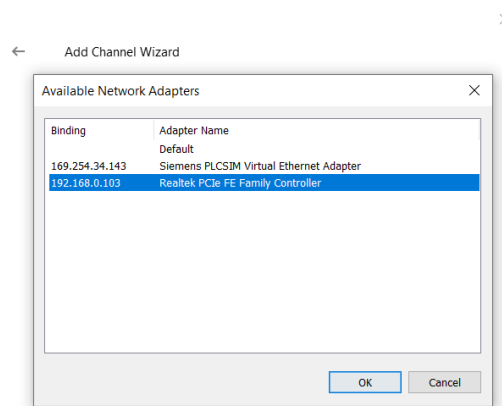 Add Channel Wizard
Available Network Adapters
Binding Adapter Name
Default
169.254.34.143 Siemens PLCSIM Virtual Ethernet Adapter
192.168.0.103 Realtek PCIe FE Family Controller
OK Cancel